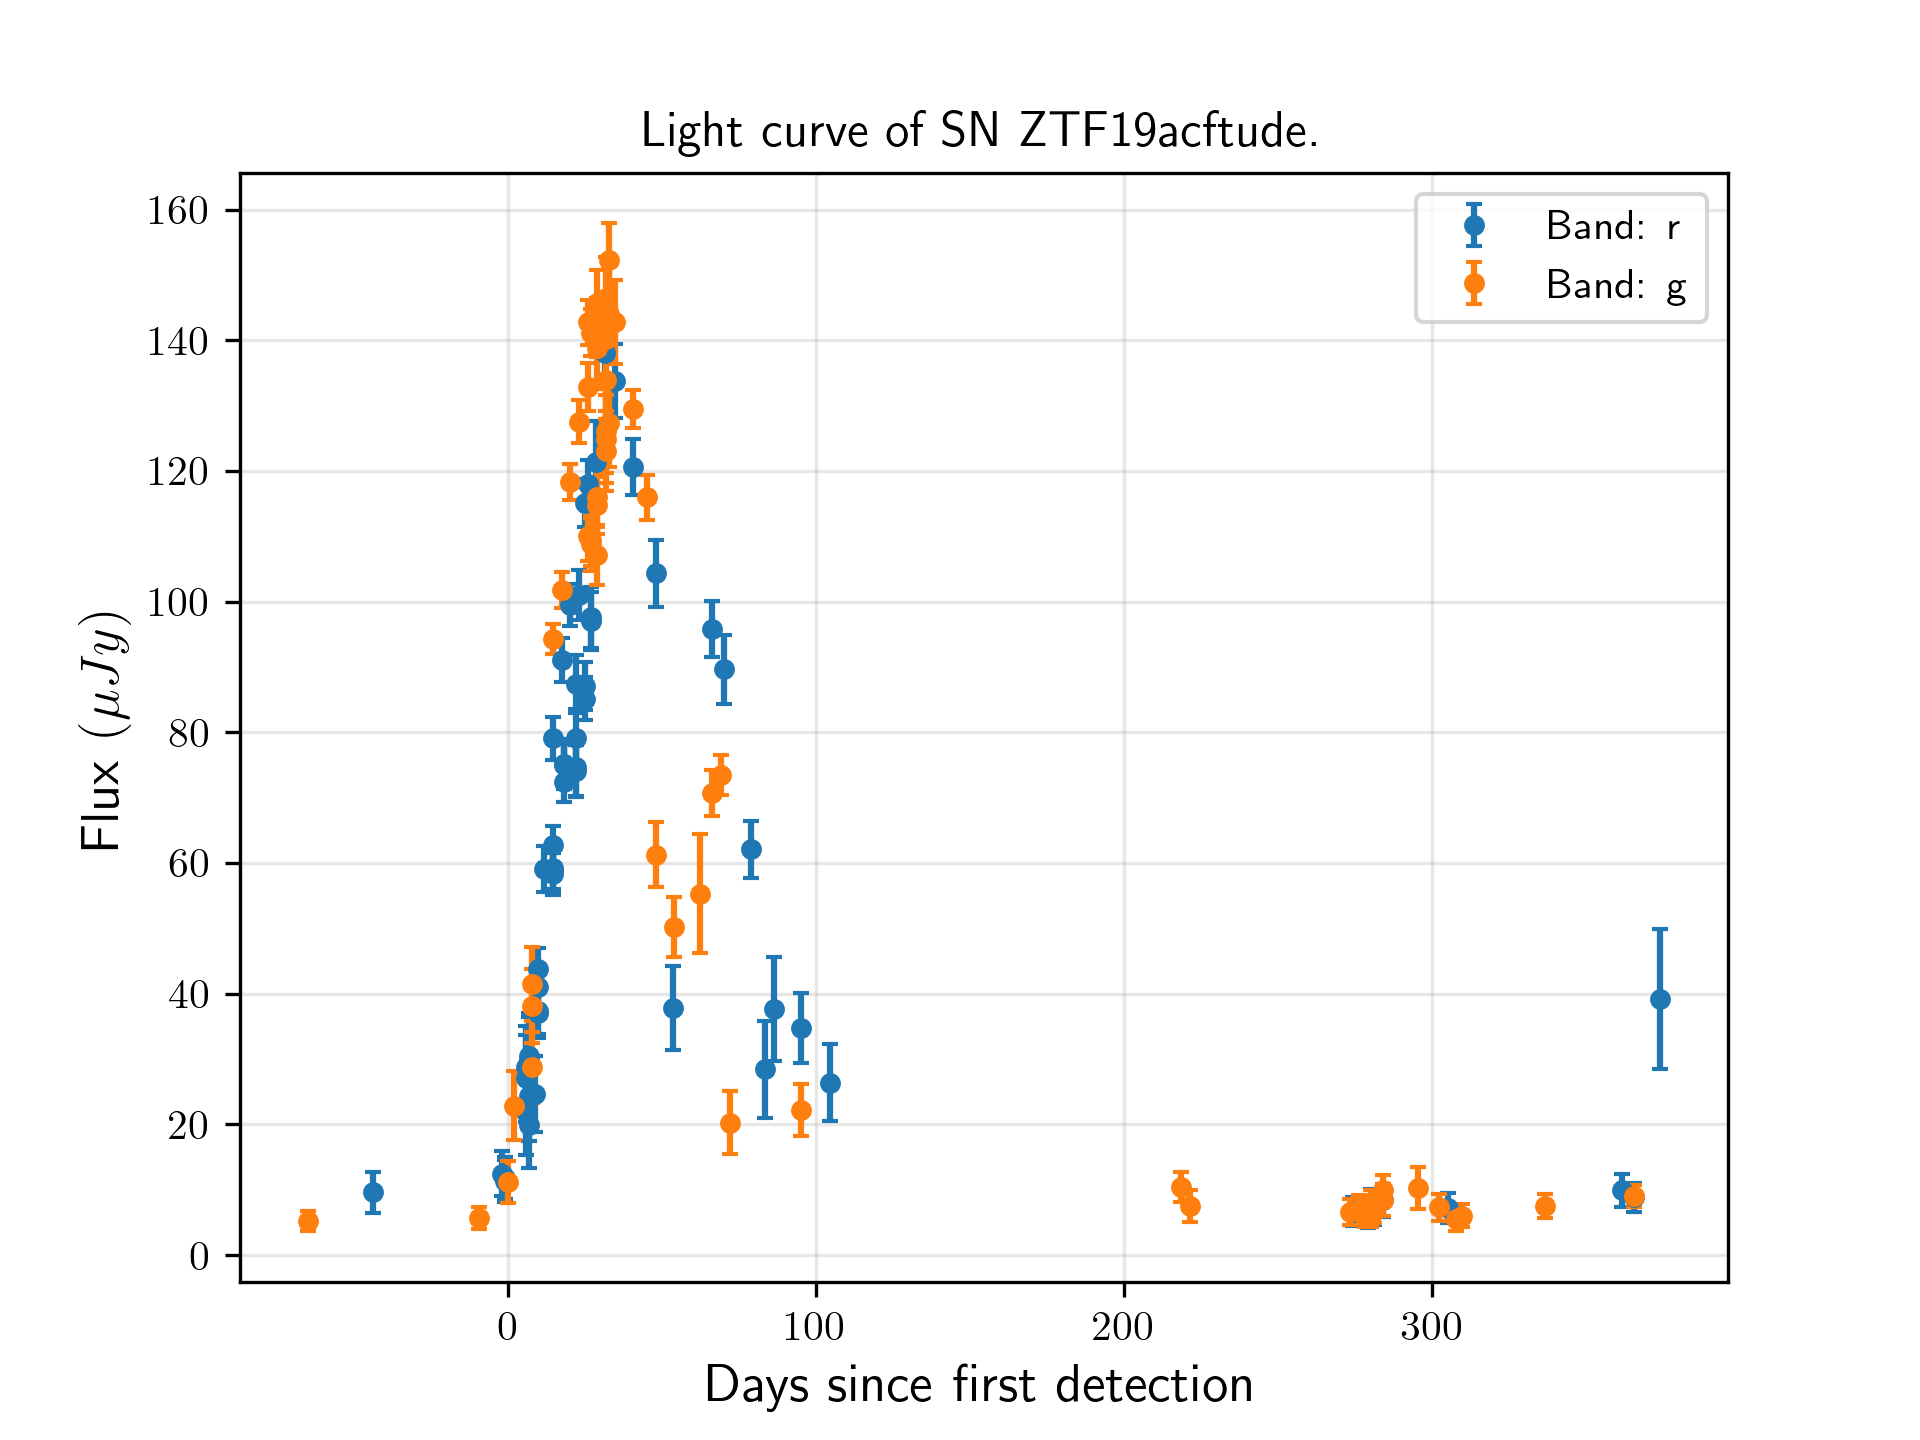 Light curve of SN ZTF19acftude.
160
140
120
100
80
60
40
20
0
Flux (μJy)
Band: r
Band: g
0 100 200 300
Days since first detection